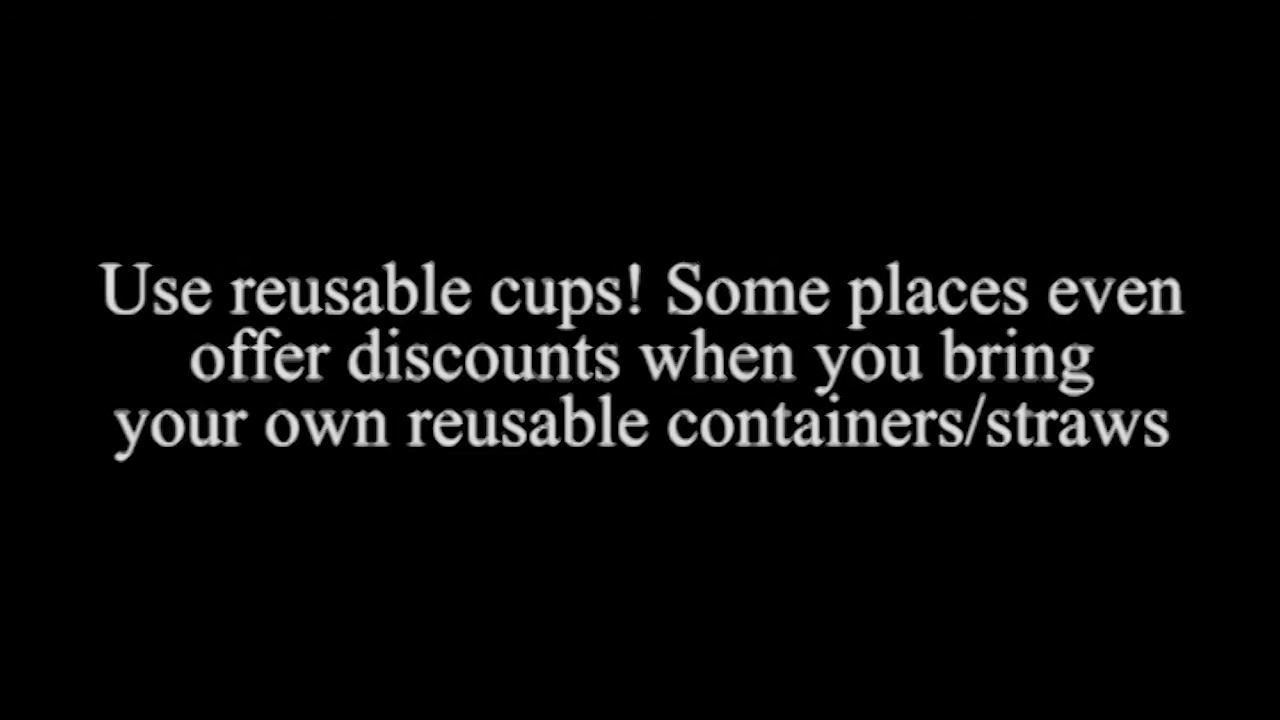 Use reusable cups! Some places even
offer discounts when you bring
your own reusable containers/straws